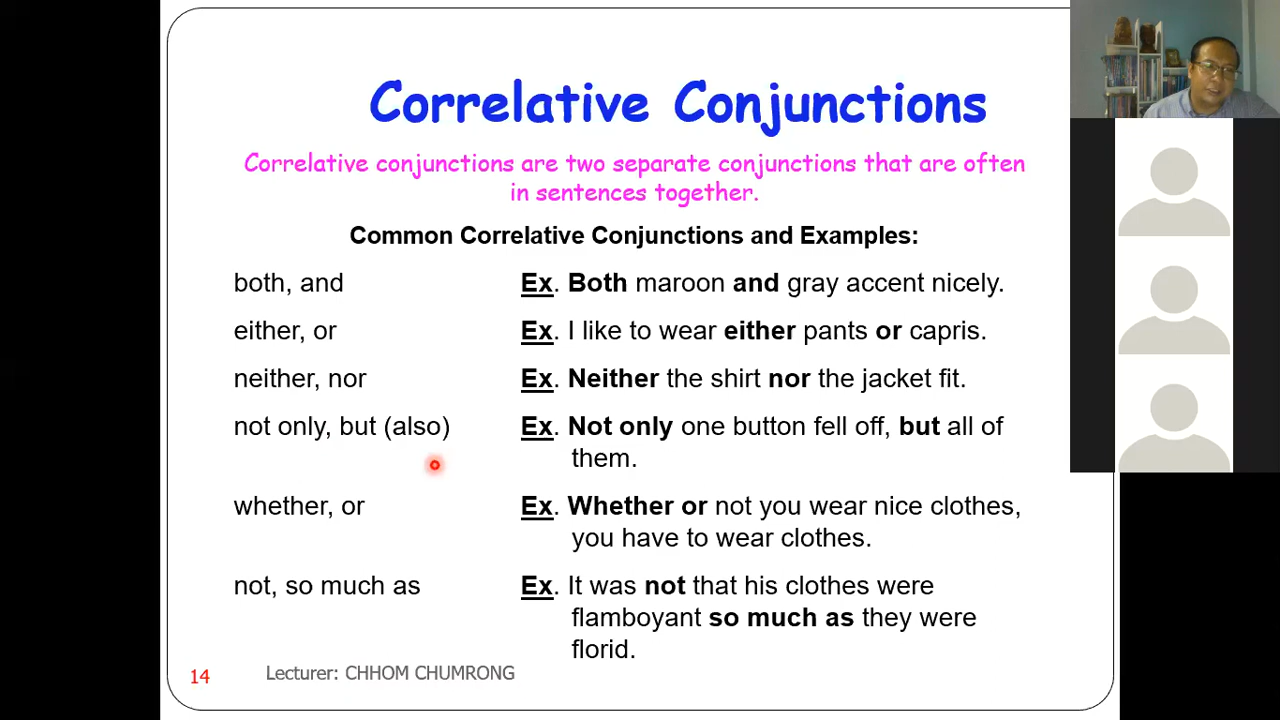 Correlative Conjunctions
Correlative conjunctions are two separate conjunctions that are often
in sentences together.
Common Correlative Conjunctions and Examples:
both, and Ex. Both maroon and gray accent nicely.
either, or Ex. I like to wear either pants or capris.
neither, nor Ex. Neither the shirt nor the jacket fit.
not only, but (also) Ex. Not only one button fell off, but all of
them.
whether, or Ex. Whether or not you wear nice clothes,
you have to wear clothes.
not, so much as Ex. It was not that his clothes were
flamboyant so much as they were
florid.
14 Lecturer: CHHOM CHUMRONG